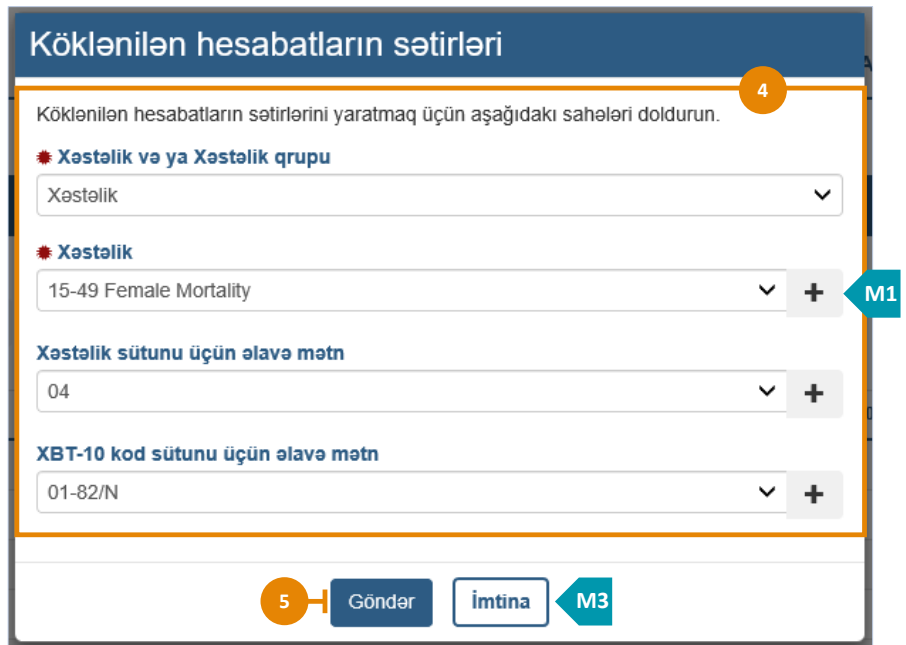 Köklənilən hesabatların sətirləri
4
Köklənilən hesabatların sətirlərini yaratmaq üçün aşağıdakı sahələri doldurun.
Xəstəlik və ya Xəstəlik qrupu
Xəstəlik
Xəstəlik
15-49 Female Mortality
+ M1
Xəstəlik sütunu üçün əlavə mətn
04
+
XBT-10 kod sütunu üçün əlavə mətn
01-82/N
+
5 Göndər İmtina M3